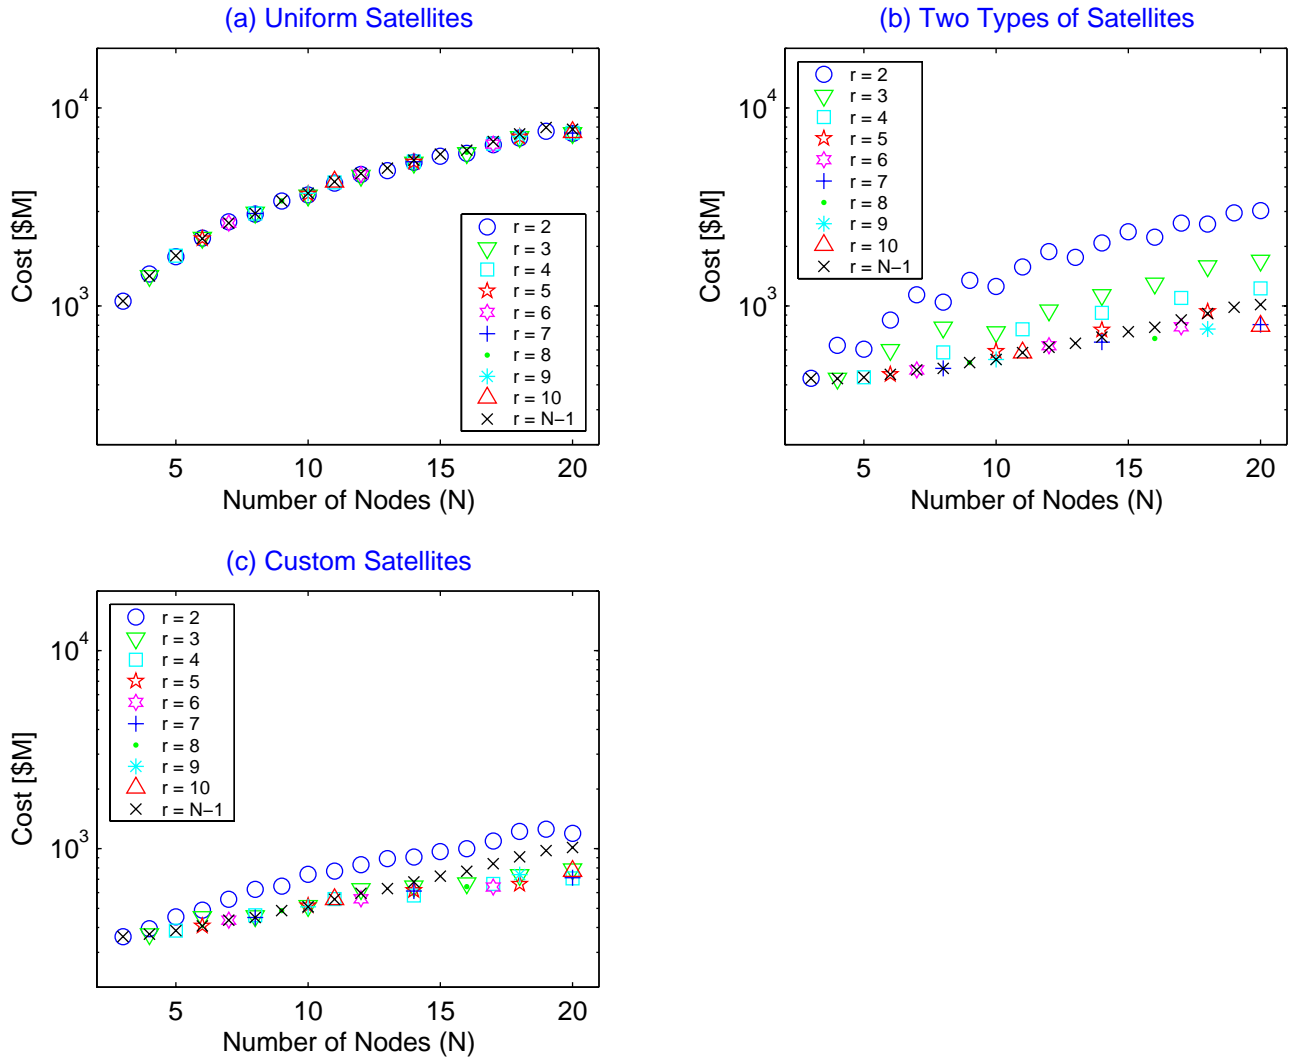 (a) Uniform Satellites
10^4
10^3
Cost [$M]
r = 2
r = 3
r = 4
r = 5
r = 6
r = 7
r = 8
r = 9
r = 10
r = N−1
5 10 15 20
Number of Nodes (N)
(b) Two Types of Satellites
10^4
10^3
Cost [$M]
r = 2
r = 3
r = 4
r = 5
r = 6
r = 7
r = 8
r = 9
r = 10
r = N−1
5 10 15 20
Number of Nodes (N)
(c) Custom Satellites
10^4
10^3
Cost [$M]
r = 2
r = 3
r = 4
r = 5
r = 6
r = 7
r = 8
r = 9
r = 10
r = N−1
5 10 15 20
Number of Nodes (N)